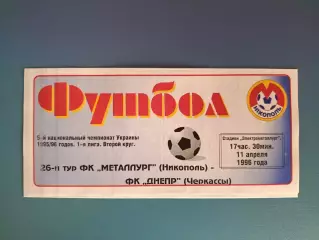 Футбол
НИКОПОЛЬ
5-й национальный чемпионат Украины
1995/96 годов. 1-я лига. Второй круг.
Стадион „Электрометаллург"
17час. 30мин.
11 апреля
1996 года
26-й тур ФК „МЕТАЛЛУРГ" (Никополь) -
ФК „ДНЕПР" (Черкассы)